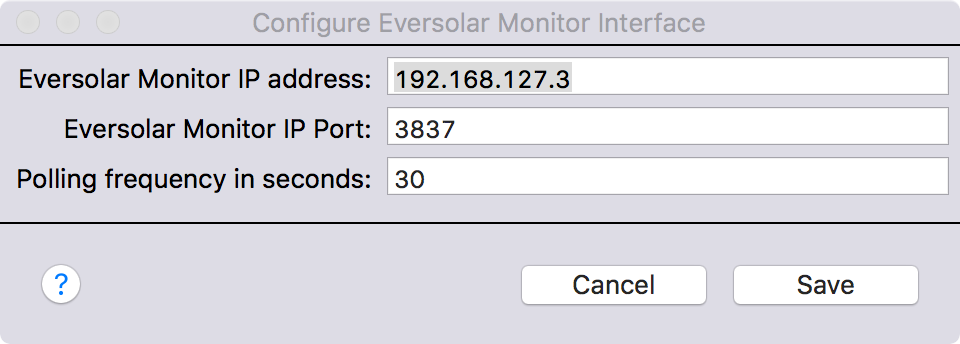 Configure Eversolar Monitor Interface
Eversolar Monitor IP address: 192.168.127.3
Eversolar Monitor IP Port: 3837
Polling frequency in seconds: 30
? Cancel Save